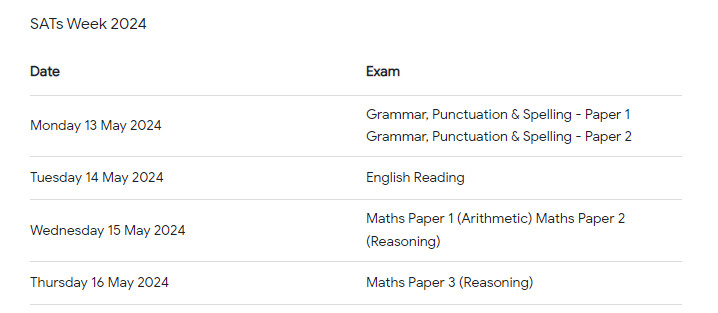 SATs Week 2024
Date Exam
Monday 13 May 2024
Grammar, Punctuation & Spelling - Paper 1
Grammar, Punctuation & Spelling - Paper 2
Tuesday 14 May 2024 English Reading
Wednesday 15 May 2024
Maths Paper 1 (Arithmetic) Maths Paper 2
(Reasoning)
Thursday 16 May 2024 Maths Paper 3 (Reasoning)